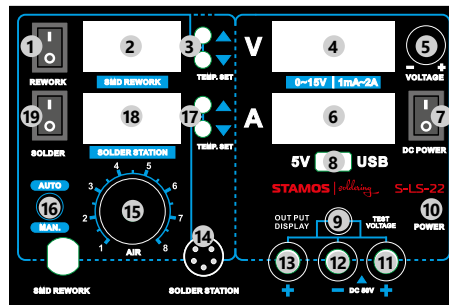 1 2 3 V 4 5
REWORK SMD REWORK TEMP. SET 0~15V | 1mA~2A - + VOLTAGE
19 18 17 A 6 7
SOLDER SOLDER STATION TEMP. SET DC POWER
5V 8 USB
STAMOS soldering S-LS-22
AUTO
16
MAN.
1 2 3 4 5 6 7 8
15
AIR
14
OUT PUT DISPLAY 9 TEST VOLTAGE
10
POWER
13 12 11
+ - DC 50V +
SMD REWORK SOLDER STATION